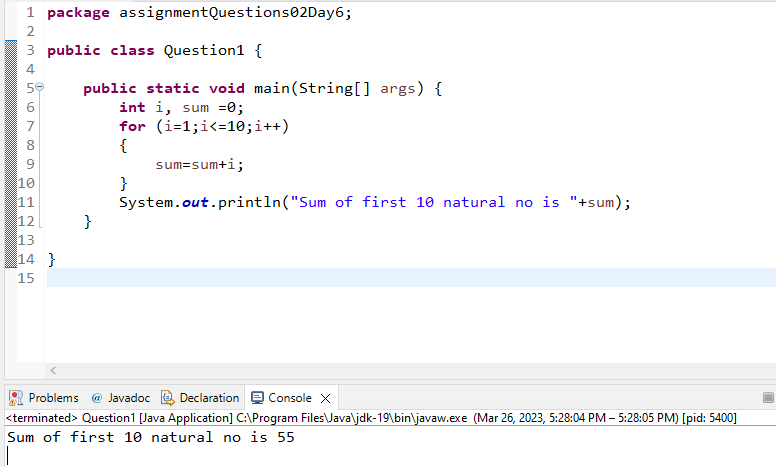 1 package assignmentQuestions02Day6;
2
3 public class Question1 {
4
5 public static void main(String[] args) {
6 int i, sum =0;
7 for (i=1;i<=10;i++)
8 {
9 sum=sum+i;
10 }
11 System.out.println("Sum of first 10 natural no is "+sum);
12 }
13
14 }
15
Problems @ Javadoc Declaration Console
<terminated> Question1 [Java Application] C:\Program Files\Java\jdk-19\bin\javaw.exe (Mar 26, 2023, 5:28:04 PM – 5:28:05 PM) [pid: 5400]
Sum of first 10 natural no is 55